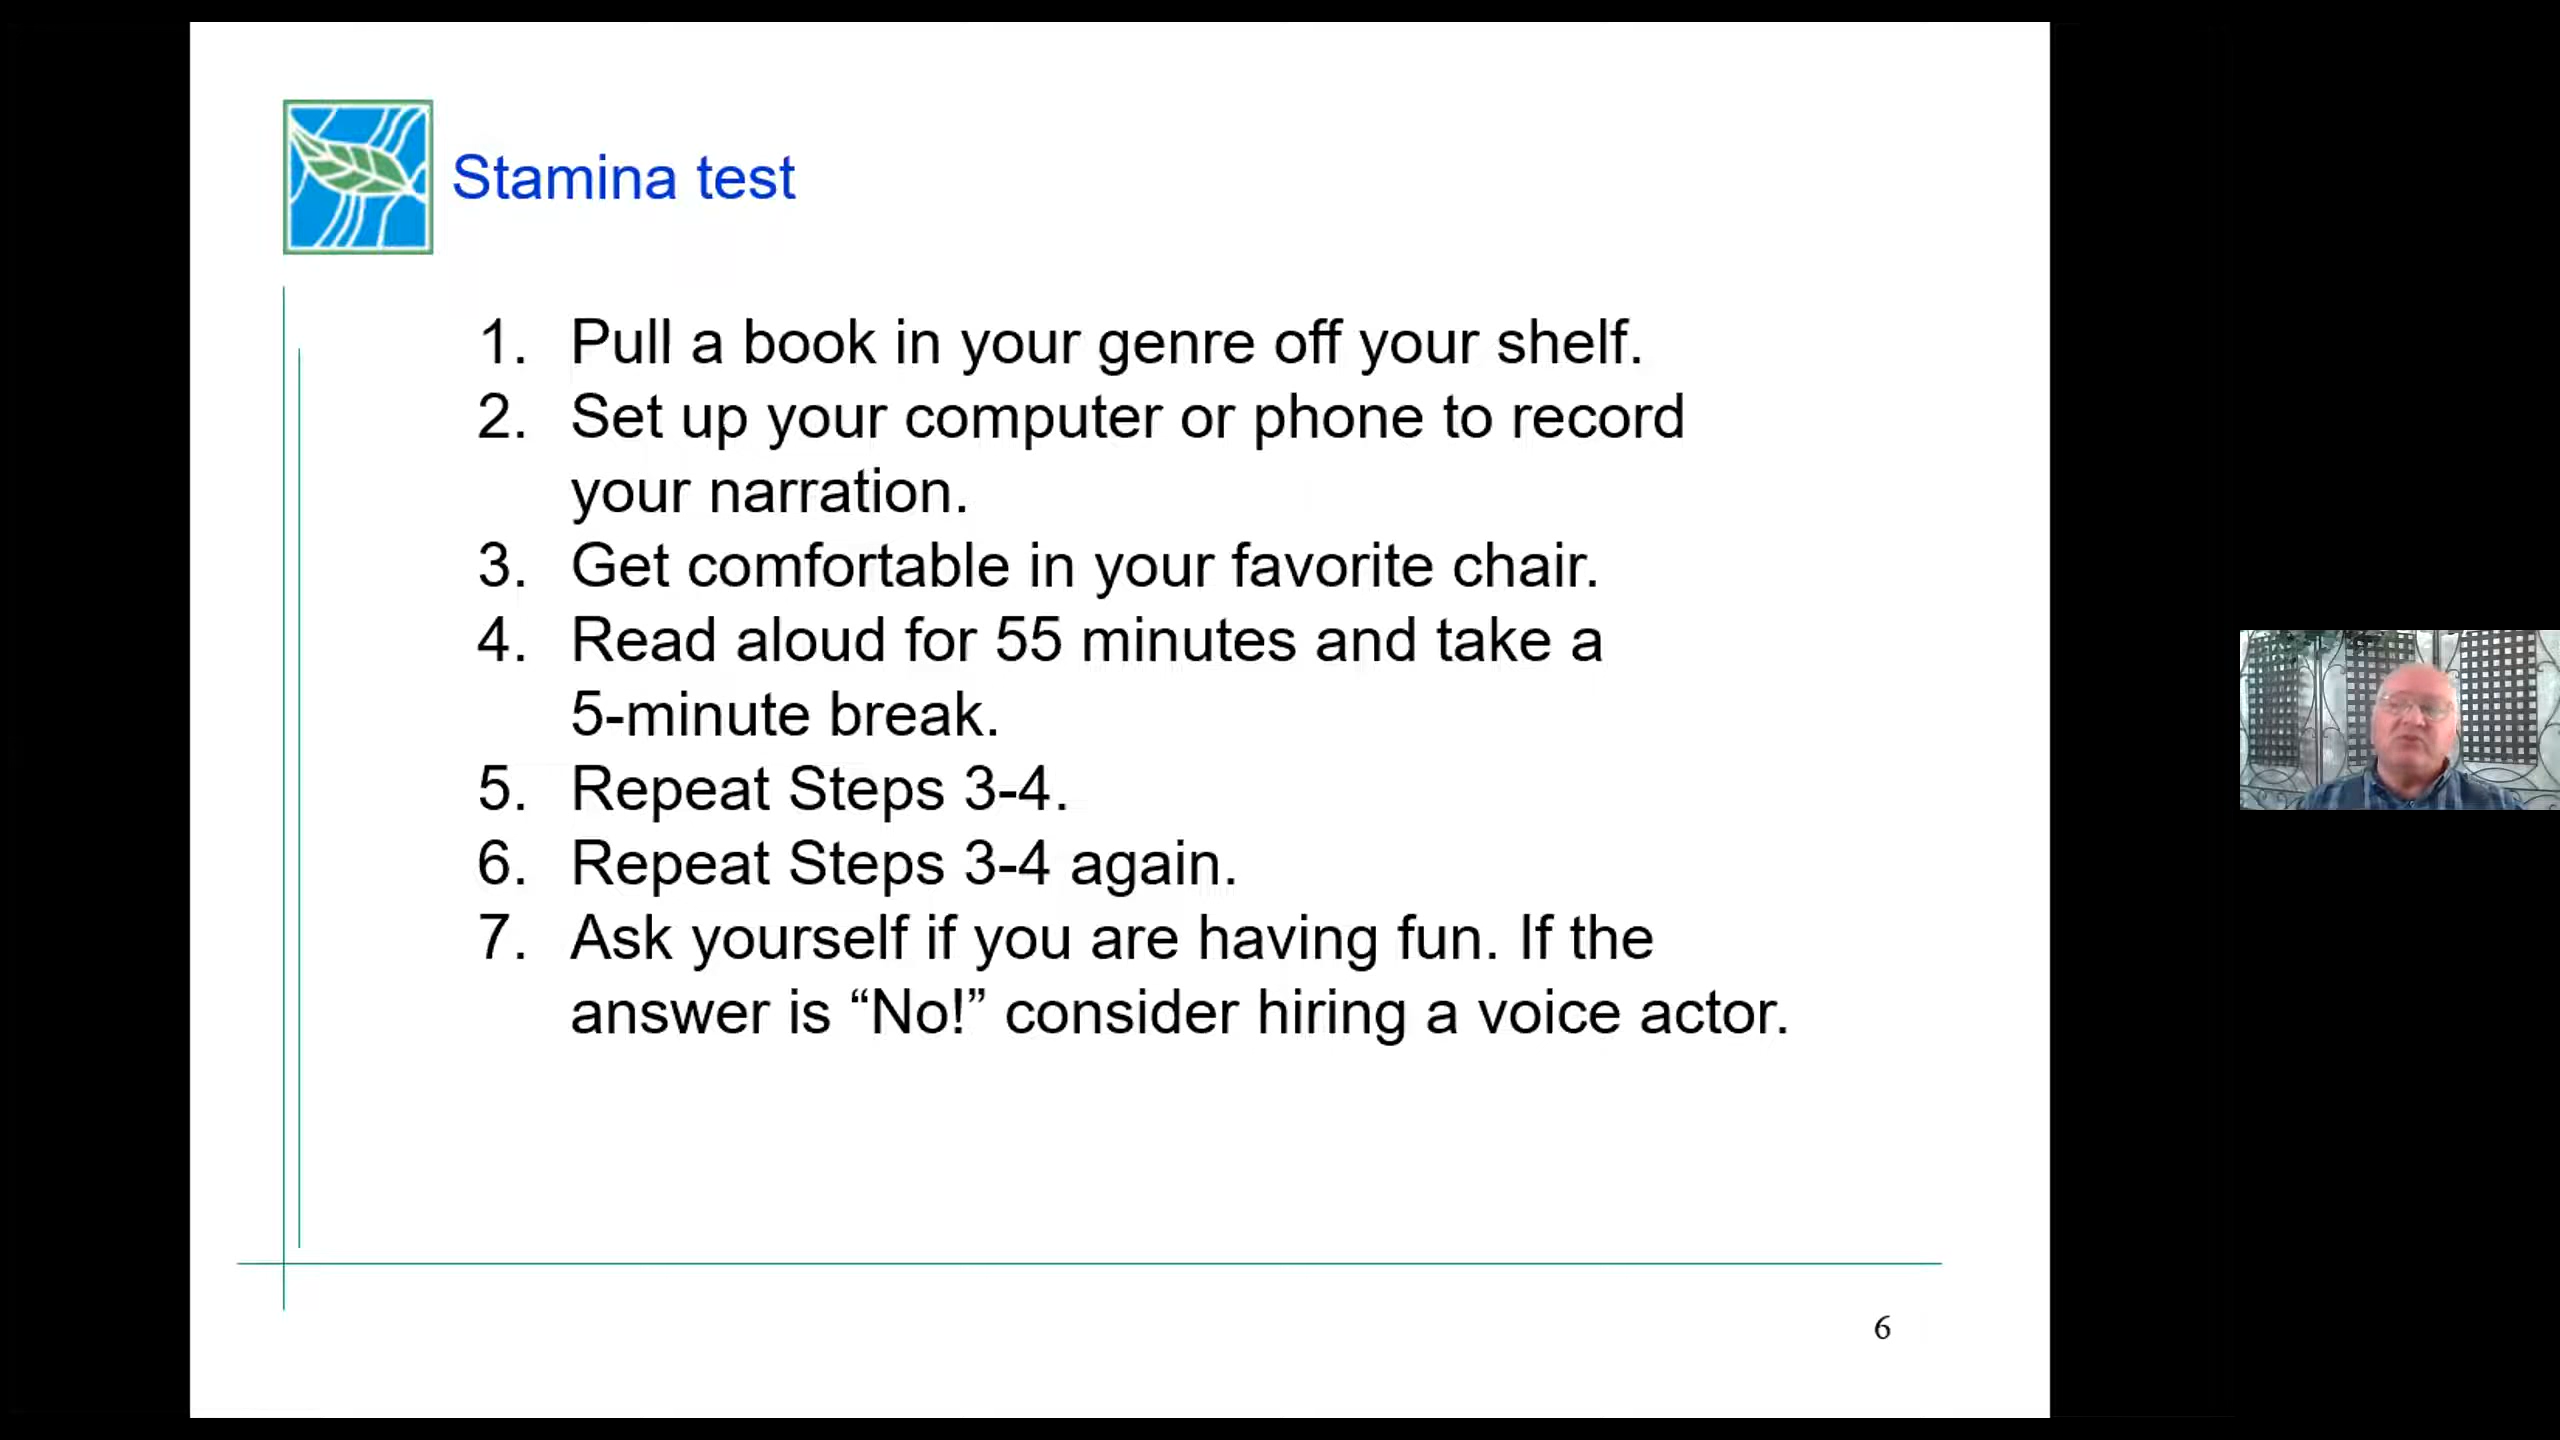 Stamina test
1. Pull a book in your genre off your shelf.
2. Set up your computer or phone to record
your narration.
3. Get comfortable in your favorite chair.
4. Read aloud for 55 minutes and take a
5-minute break.
5. Repeat Steps 3-4.
6. Repeat Steps 3-4 again.
7. Ask yourself if you are having fun. If the
answer is “No!” consider hiring a voice actor.
6